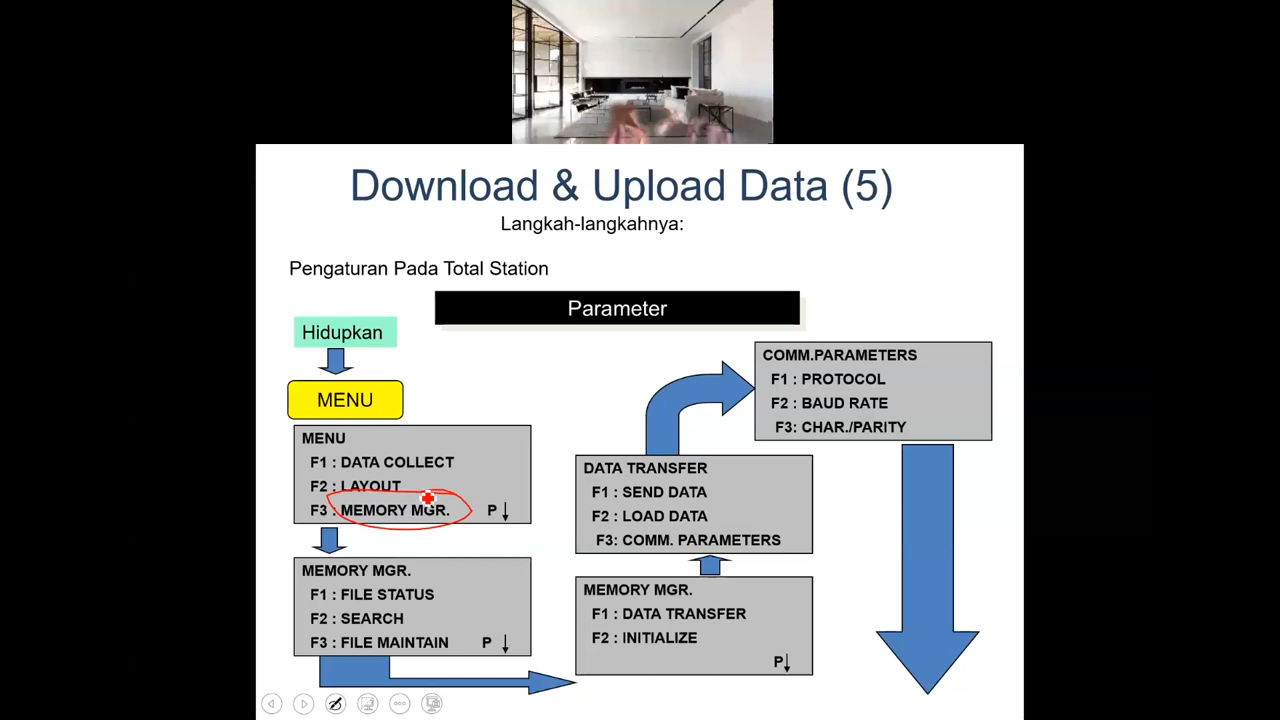 Download & Upload Data (5)
Langkah-langkahnya:
Pengaturan Pada Total Station
Parameter
Hidupkan
MENU
MENU
F1 : DATA COLLECT
F2 : LAYOUT
F3 : MEMORY MGR. P ↓
MEMORY MGR.
F1 : FILE STATUS
F2 : SEARCH
F3 : FILE MAINTAIN P ↓
MEMORY MGR.
F1 : DATA TRANSFER
F2 : INITIALIZE
P↓
DATA TRANSFER
F1 : SEND DATA
F2 : LOAD DATA
F3: COMM. PARAMETERS
COMM.PARAMETERS
F1 : PROTOCOL
F2 : BAUD RATE
F3: CHAR./PARITY